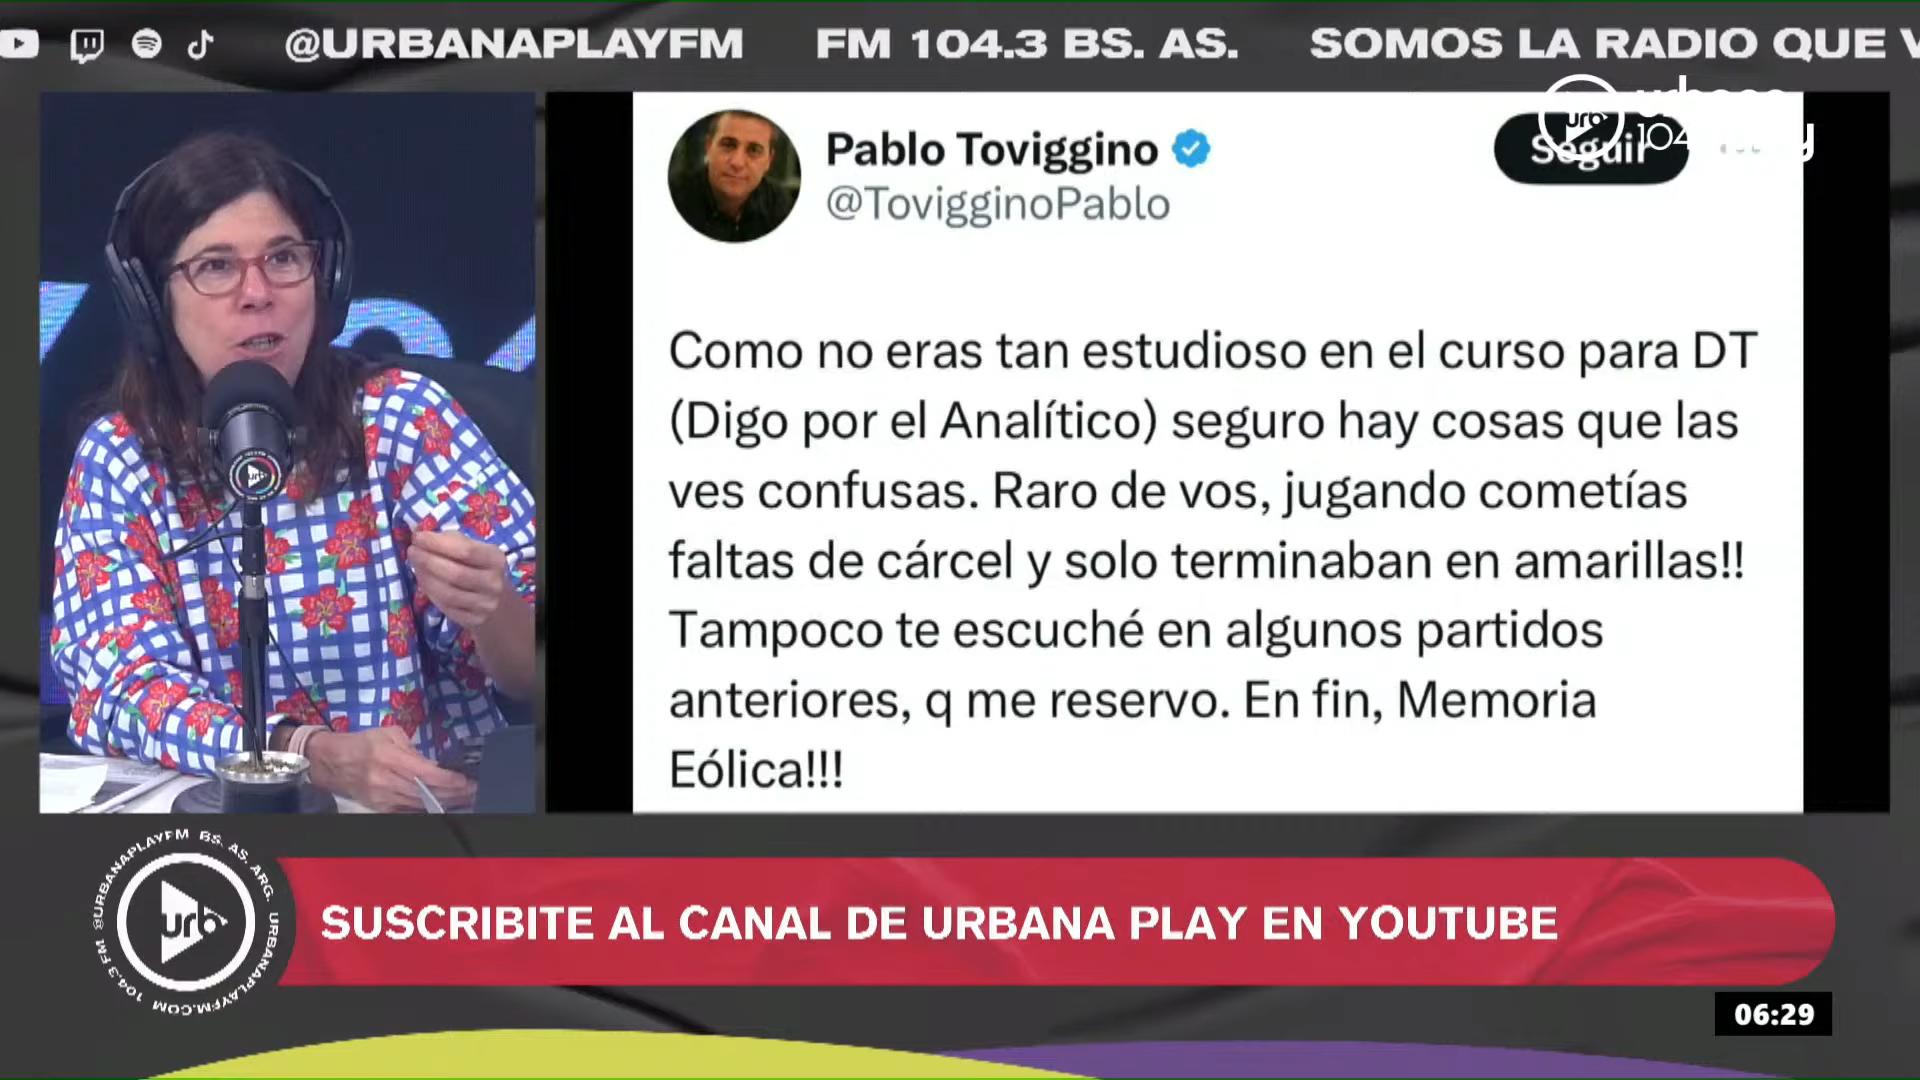 @URBANAPLAYFM FM 104.3 BS. AS. SOMOS LA RADIO QUE V
Pablo Toviggino
@TovigginoPablo
Seguir
urb
104
Como no eras tan estudioso en el curso para DT
(Digo por el Analítico) seguro hay cosas que las
ves confusas. Raro de vos, jugando cometías
faltas de cárcel y solo terminaban en amarillas!!
Tampoco te escuché en algunos partidos
anteriores, q me reservo. En fin, Memoria
Eólica!!!
urb
@URBANAPLAYFM BS. AS. ARG. URBANAPLAYFM.COM 104.3 FM
urb
SUSCRIBITE AL CANAL DE URBANA PLAY EN YOUTUBE
06:29